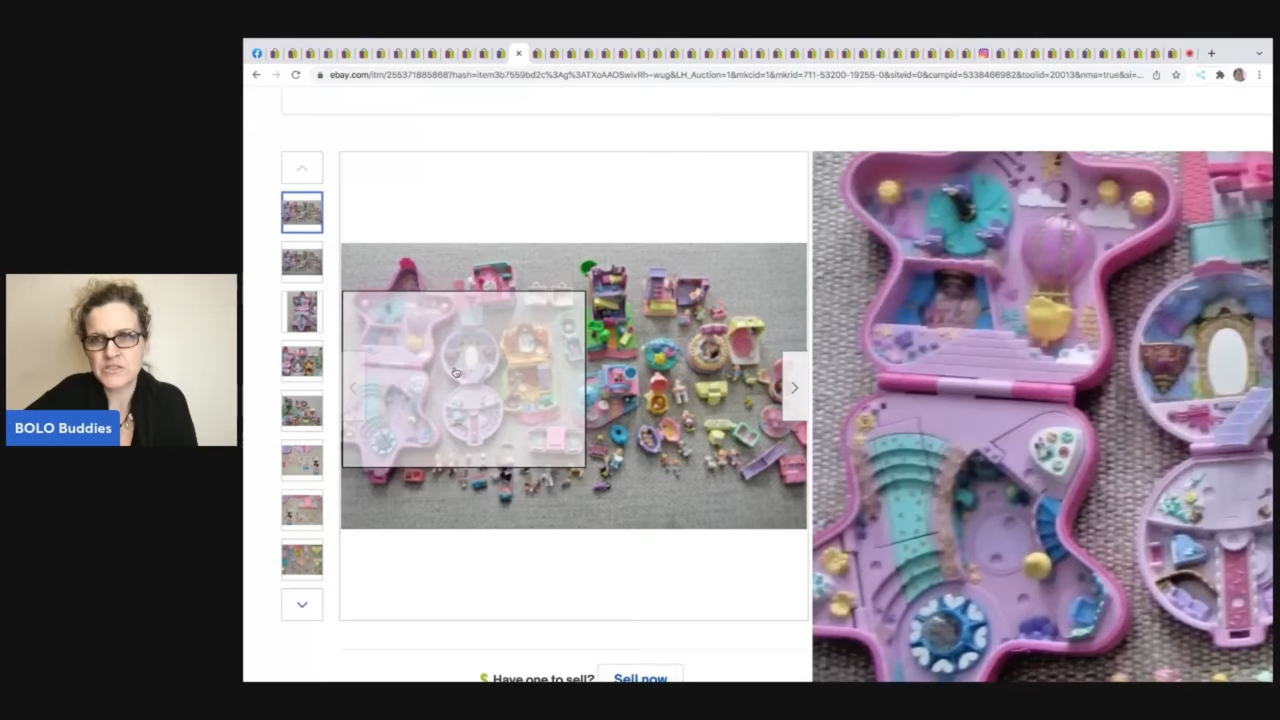 ebay.com/itm/255371885868?hash=item3b7559bd2c%3Ag%3ATXoAAOSwivRh~wug&LH_Auction=1&mkcid=1&mkrid=711-53200-19255-0&siteid=0&campid=5338466982&toolid=20013&nma=true&si=...
BOLO Buddies
Have one to sell?
Sell now